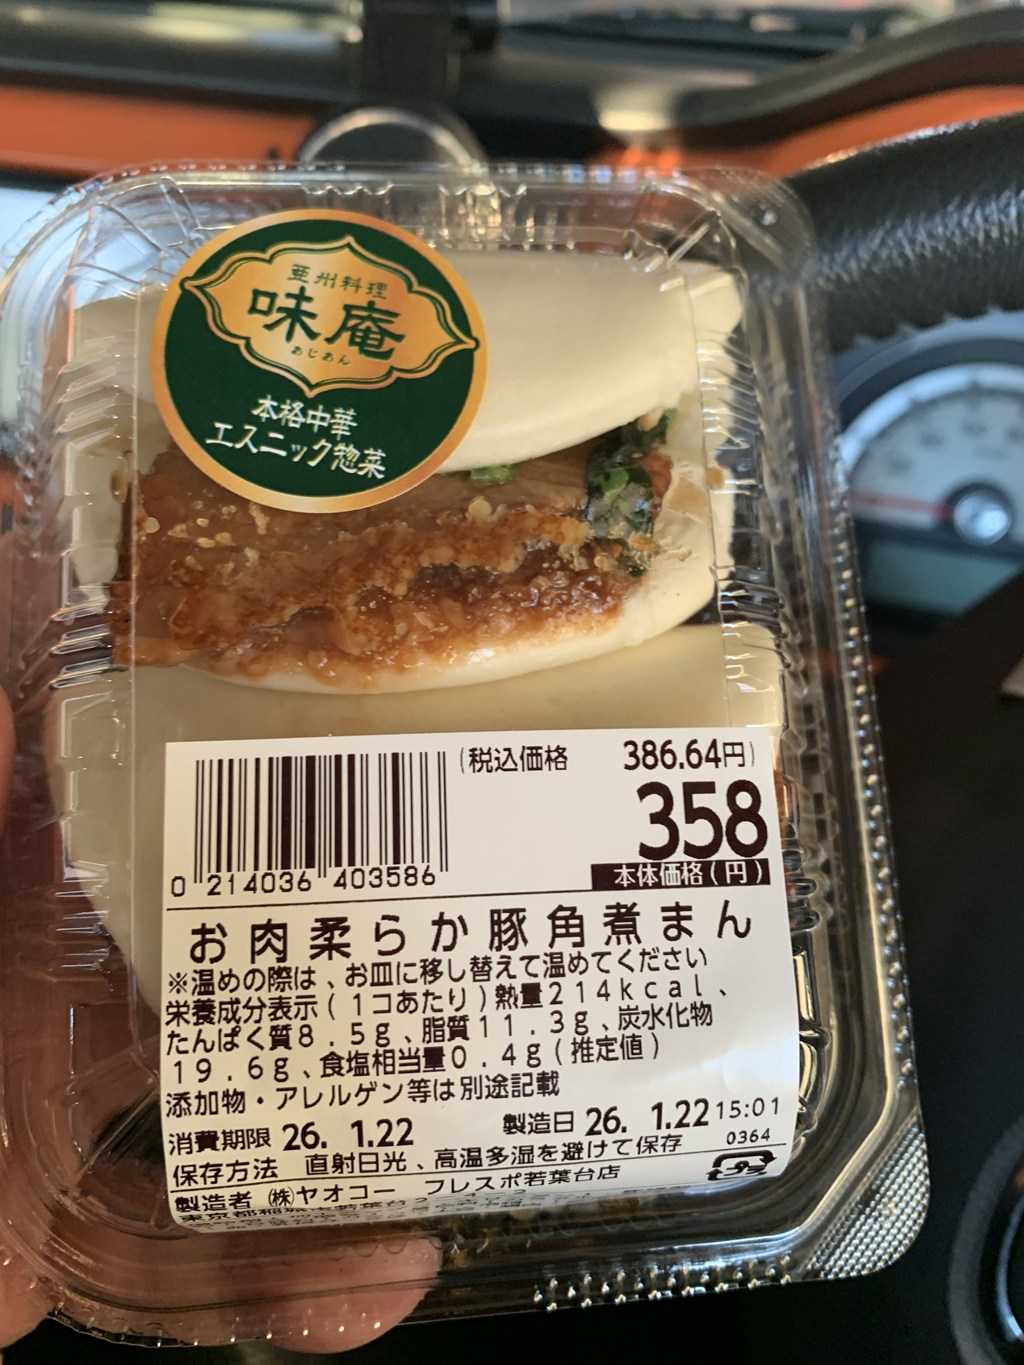 亜州料理
味庵
あじあん
本格中華
エスニック惣菜
(税込価格 386.64円)
358
本体価格(円)
0 214036 403586
お肉柔らか豚角煮まん
※温めの際は、お皿に移し替えて温めてください
栄養成分表示(1コあたり)熱量214kcal、
たんぱく質8.5g、脂質11.3g、炭水化物
19.6g、食塩相当量0.4g(推定値)
添加物・アレルゲン等は別途記載
消費期限 26. 1.22 製造日 26. 1.22 15:01
保存方法 直射日光、高温多湿を避けて保存 0364
製造者 ㈱ヤオコー フレスポ若葉台店